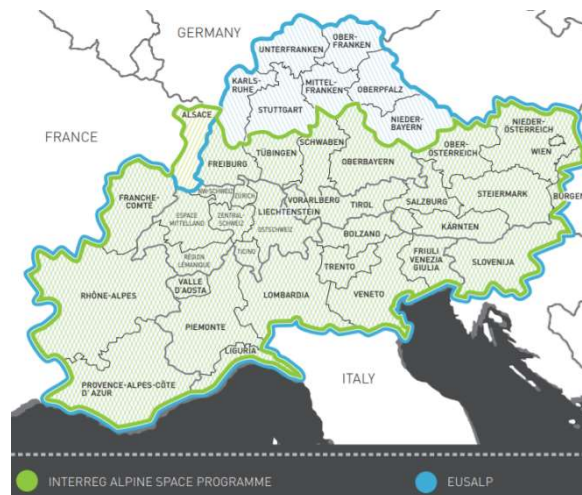 GERMANY
FRANCE
ITALY
UNTERFRANKEN
OBER-
FRANKEN
KARLS-
RUHE
MITTEL-
FRANKEN
OBERPFALZ
STUTTGART
NIEDER-
BAYERN
ALSACE
FREIBURG
TÜBINGEN
SCHWABEN
OBERBAYERN
OBER-
ÖSTERREICH
NIEDER-
ÖSTERREICH
WIEN
BURGEN
FRANCHE-
COMTÉ
NW-SCHWEIZ
ZÜRICH
ESPACE
MITTELLAND
ZENTRAL-
SCHWEIZ
OSTSCHWEIZ
LIECHTENSTEIN
VORARLBERG
TIROL
SALZBURG
STEIERMARK
KÄRNTEN
RÉGION
LÉMANIQUE
TICINO
BOLZANO
TRENTO
FRIULI
VENEZIA
GIULIA
SLOVENIJA
RHÔNE-ALPES
VALLE
D'AOSTA
LOMBARDIA
VENETO
PIEMONTE
LIGURIA
PROVENCE-ALPES-CÔTE
D' AZUR
INTERREG ALPINE SPACE PROGRAMME
EUSALP